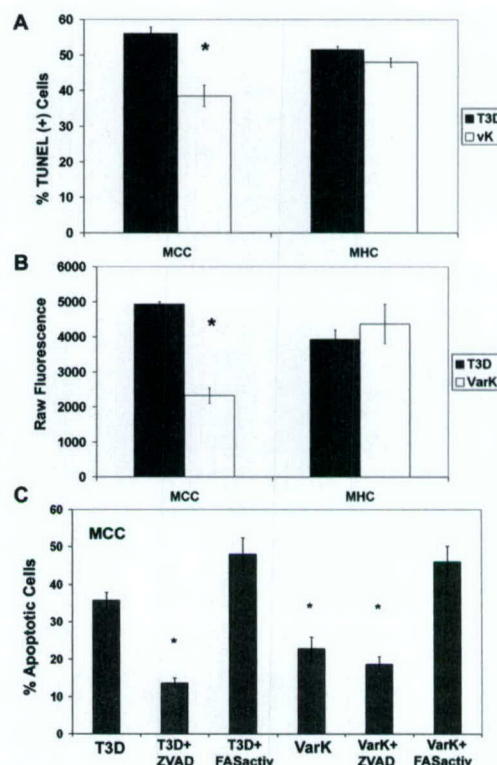 A
60
50
40
30
20
10
0
% TUNEL (+) Cells
*
MCC
MHC
T3D
vK
B
6000
5000
4000
3000
2000
1000
0
Raw Fluorescence
*
MCC
MHC
T3D
VarK
C
60
50
40
30
20
10
0
% Apoptotic Cells
MCC
*
*
*
T3D
T3D+
ZVAD
T3D+
FASactiv
VarK
VarK+
ZVAD
VarK+
FASactiv